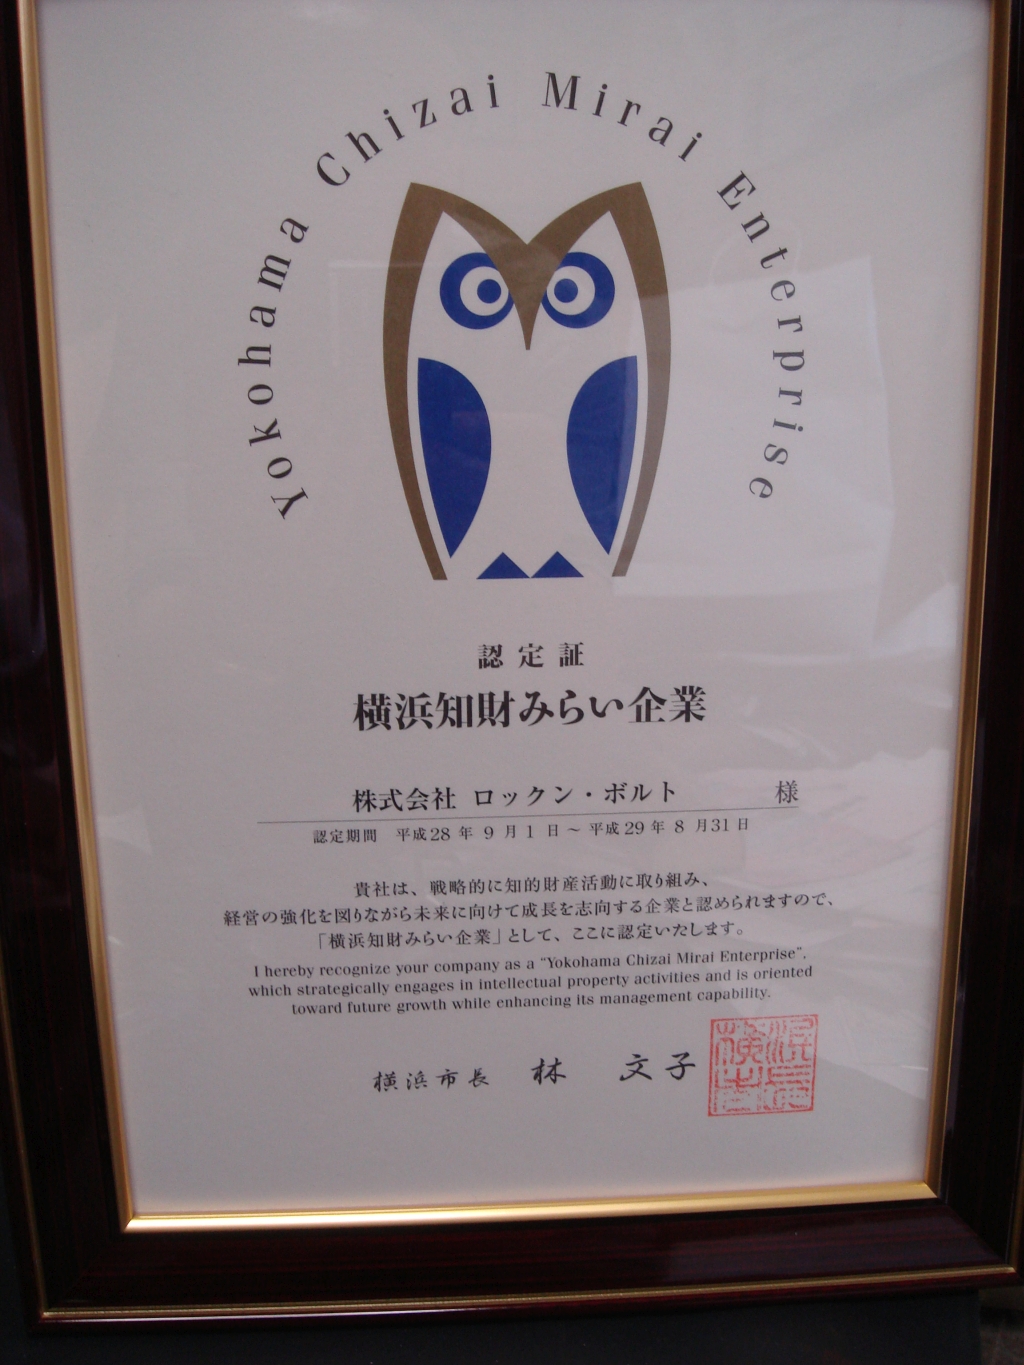 Yokohama Chizai Mirai Enterprise
認定証
横浜知財みらい企業
株式会社 ロックン・ボルト 様
認定期間 平成28年 9月1日～平成29年 8月31日
貴社は、戦略的に知的財産活動に取り組み、
経営の強化を図りながら未来に向けて成長を志向する企業と認められますので、
「横浜知財みらい企業」として、ここに認定いたします。
I hereby recognize your company as a "Yokohama Chizai Mirai Enterprise",
which strategically engages in intellectual property activities and is oriented
toward future growth while enhancing its management capability.
横浜市長 林 文子